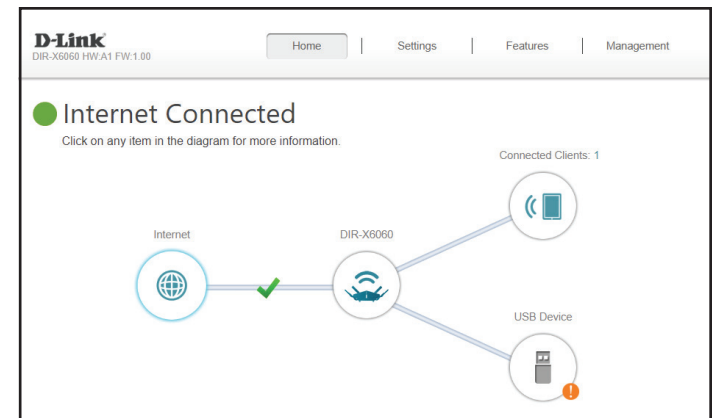 D-Link
DIR-X6060 HW:A1 FW:1.00
Home | Settings | Features | Management
Internet Connected
Click on any item in the diagram for more information.
Connected Clients: 1
Internet
DIR-X6060
USB Device
!